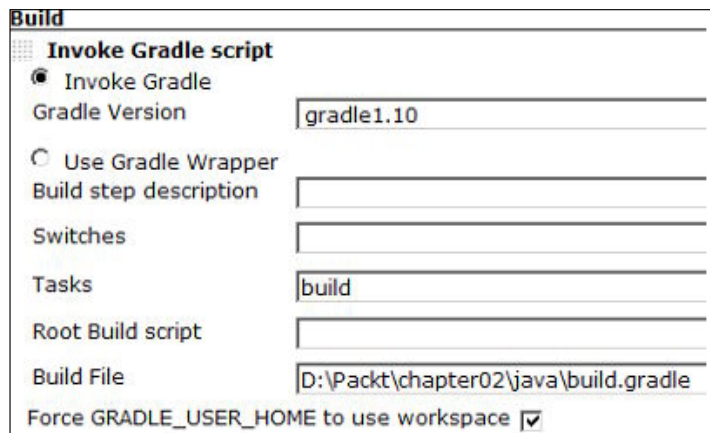 Build
Invoke Gradle script
Invoke Gradle
Gradle Version gradle1.10
Use Gradle Wrapper
Build step description
Switches
Tasks build
Root Build script
Build File D:\Packt\chapter02\java\build.gradle
Force GRADLE_USER_HOME to use workspace